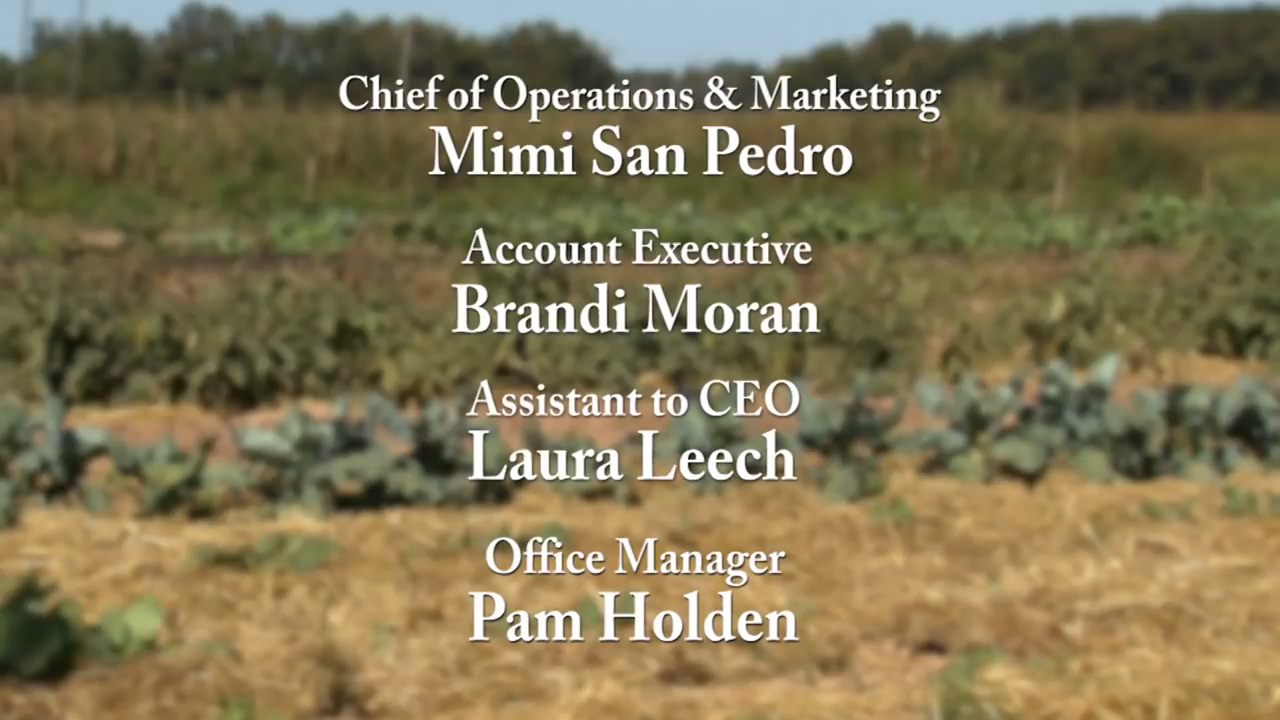 Chief of Operations & Marketing
Mimi San Pedro
Account Executive
Brandi Moran
Assistant to CEO
Laura Leech
Office Manager
Pam Holden